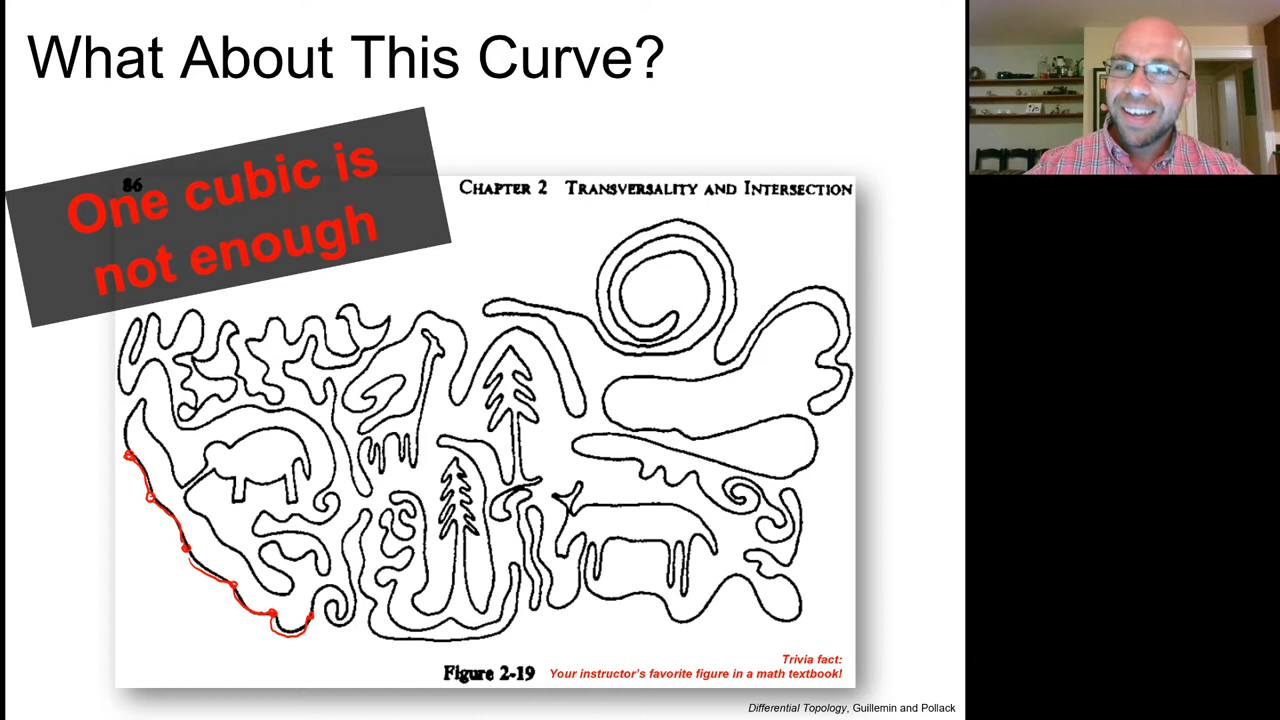 What About This Curve?
One cubic is
not enough
86
CHAPTER 2 TRANSVERSALITY AND INTERSECTION
Figure 2-19
Trivia fact:
Your instructor's favorite figure in a math textbook!
Differential Topology, Guillemin and Pollack